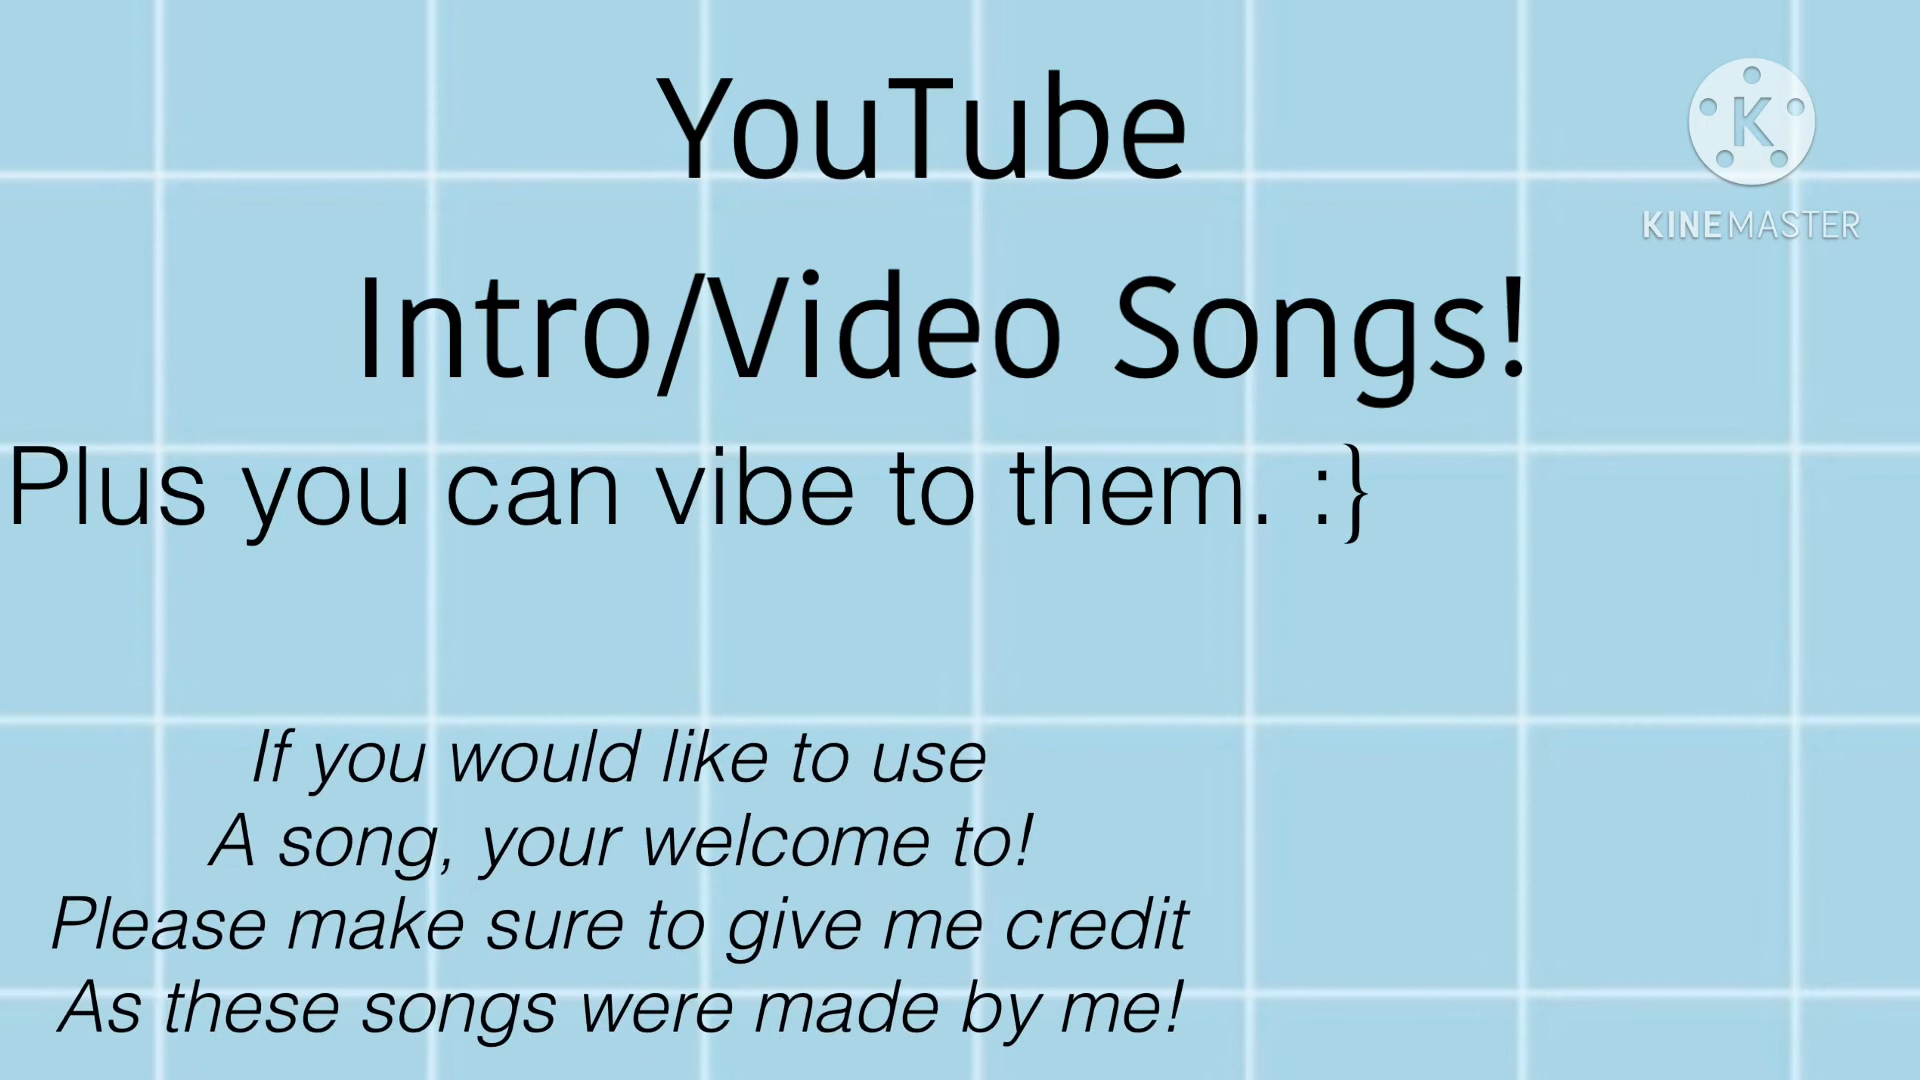 YouTube
Intro/Video Songs!
KINEMASTER
Plus you can vibe to them. :}
If you would like to use
A song, your welcome to!
Please make sure to give me credit
As these songs were made by me!